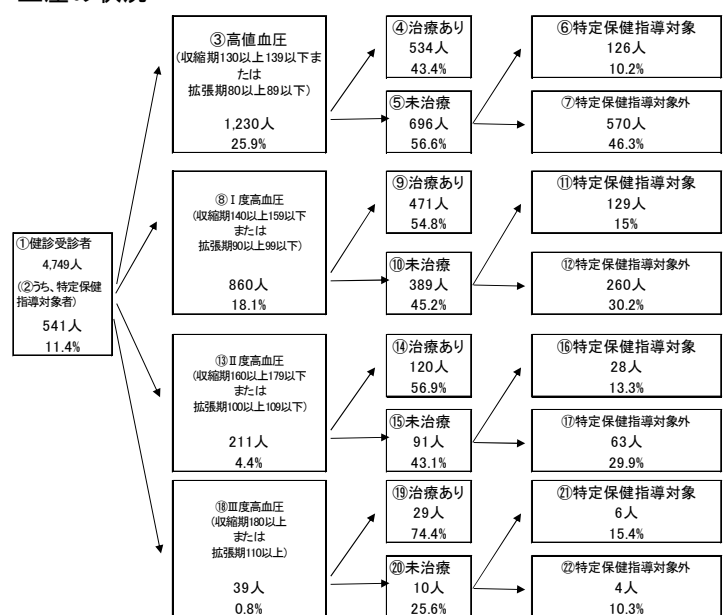 ①健診受診者
4,749人
(②うち、特定保健
指導対象者)
541人
11.4%
③高値血圧
(収縮期130以上139以下ま
たは
拡張期80以上89以下)
1,230人
25.9%
④治療あり
534人
43.4%
⑤未治療
696人
56.6%
⑥特定保健指導対象
126人
10.2%
⑦特定保健指導対象外
570人
46.3%
⑧Ⅰ度高血圧
(収縮期140以上159以下
または
拡張期90以上99以下)
860人
18.1%
⑨治療あり
471人
54.8%
⑩未治療
389人
45.2%
⑪特定保健指導対象
129人
15%
⑫特定保健指導対象外
260人
30.2%
⑬Ⅱ度高血圧
(収縮期160以上179以下
または
拡張期100以上109以下)
211人
4.4%
⑭治療あり
120人
56.9%
⑮未治療
91人
43.1%
⑯特定保健指導対象
28人
13.3%
⑰特定保健指導対象外
63人
29.9%
⑱Ⅲ度高血圧
(収縮期180以上
または
拡張期110以上)
39人
0.8%
⑲治療あり
29人
74.4%
⑳未治療
10人
25.6%
㉑特定保健指導対象
6人
15.4%
㉒特定保健指導対象外
4人
10.3%